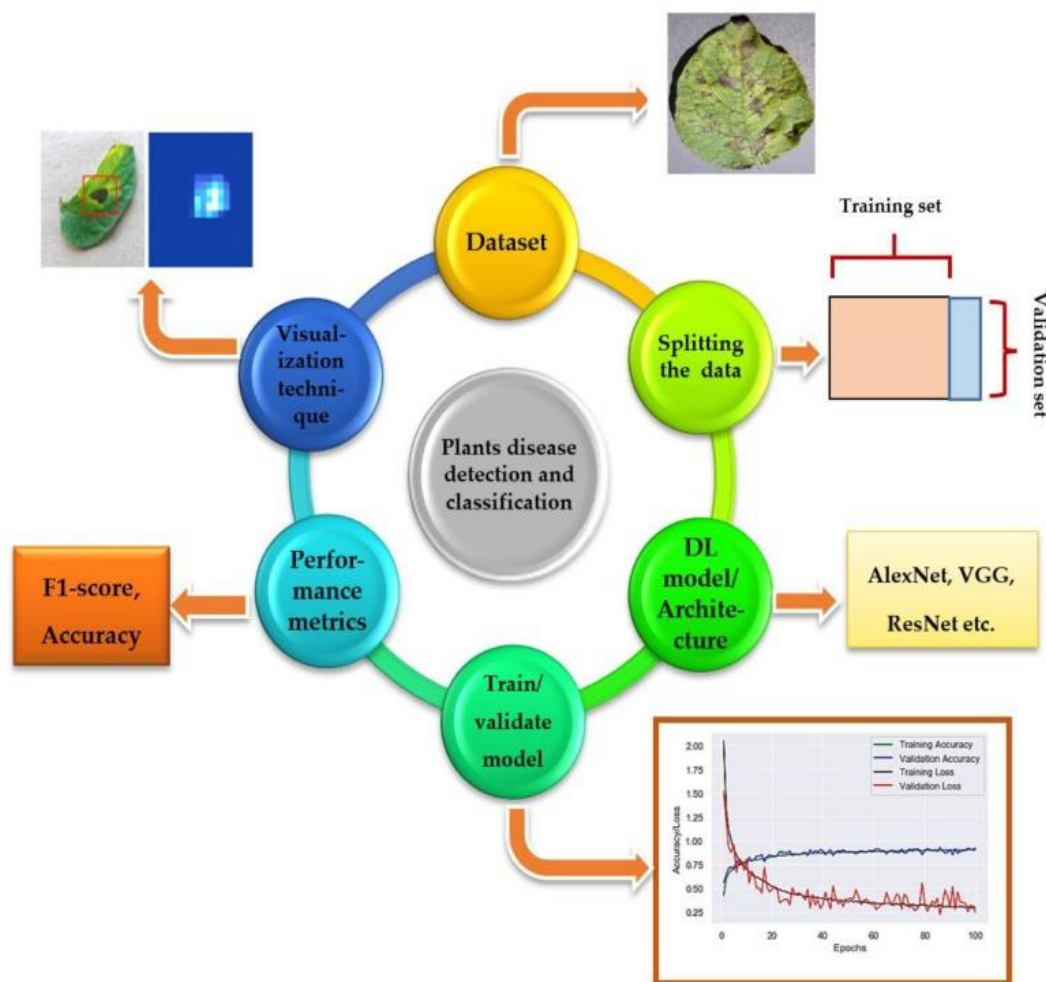 Dataset
Training set
Validation set
Splitting
the data
Visual-
ization
techni-
que
Plants disease
detection and
classification
DL
model/
Archite-
cture
AlexNet, VGG,
ResNet etc.
Perfor-
mance
metrics
F1-score,
Accuracy
Train/
validate
model
Training Accuracy
Validation Accuracy
Training Loss
Validation Loss
Accuracy/Loss
2.00
1.75
1.50
1.25
1.00
0.75
0.50
0.25
0
20
40
60
80
100
Epochs